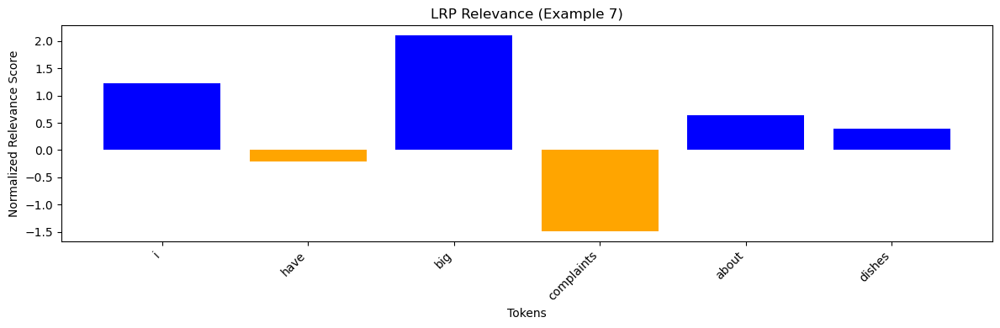 LRP Relevance (Example 7)
Normalized Relevance Score
2.0
1.5
1.0
0.5
0.0
−0.5
−1.0
−1.5
i
have
big
complaints
about
dishes
Tokens